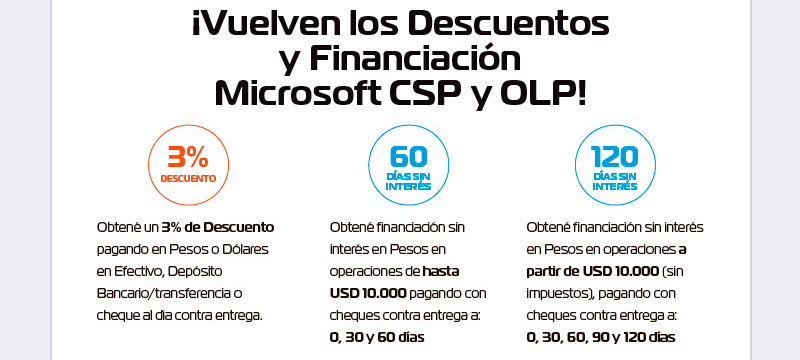 ¡Vuelven los Descuentos
y Financiación
Microsoft CSP y OLP!
3%
DESCUENTO
Obtené un 3% de Descuento
pagando en Pesos o Dólares
en Efectivo, Depósito
Bancario/transferencia o
cheque al dia contra entrega.
60
DÍAS SIN
INTERÉS
Obtené financiación sin
interés en Pesos en
operaciones de hasta
USD 10.000 pagando con
cheques contra entrega a:
0, 30 y 60 días
120
DÍAS SIN
INTERÉS
Obtené financiación sin interés
en Pesos en operaciones a
partir de USD 10.000 (sin
impuestos), pagando con
cheques contra entrega a:
0, 30, 60, 90 y 120 días